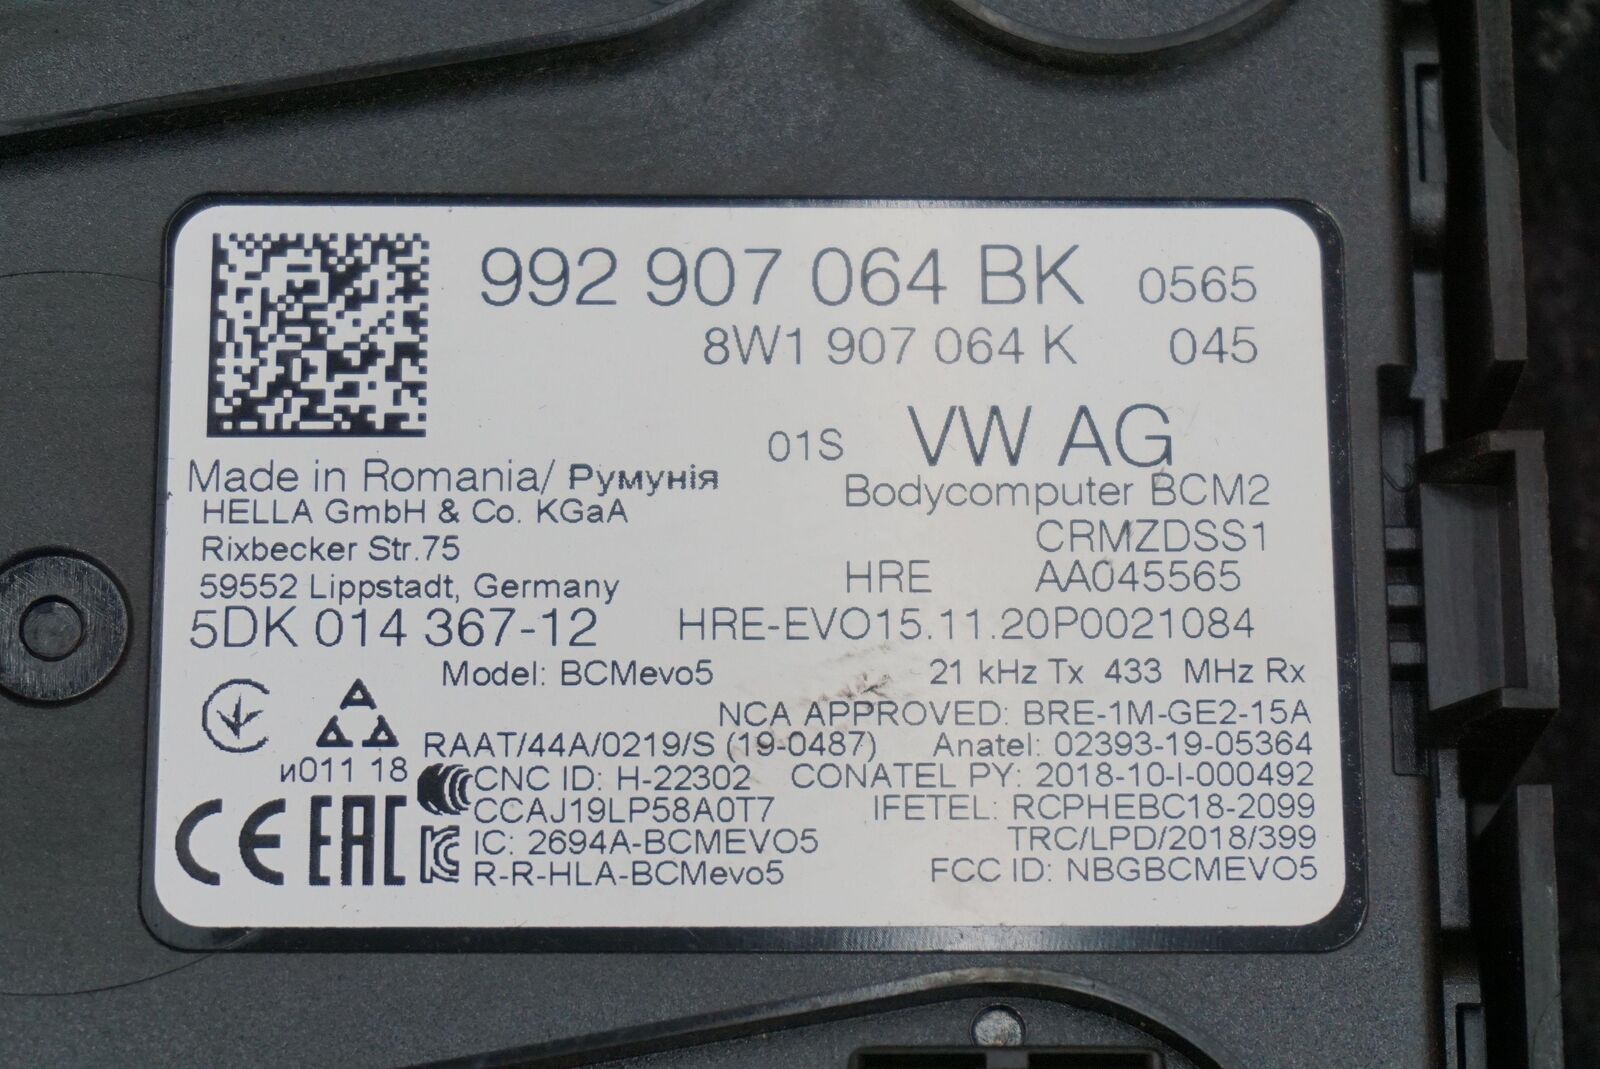 992 907 064 BK 0565
8W1 907 064 K 045
01S VW AG
Made in Romania/ Румунія
Bodycomputer BCM2
HELLA GmbH & Co. KGaA
CRMZDSS1
Rixbecker Str.75
HRE AA045565
59552 Lippstadt, Germany
5DK 014 367-12
HRE-EVO15.11.20P0021084
Model: BCMevo5
21 kHz Tx 433 MHz Rx
NCA APPROVED: BRE-1M-GE2-15A
RAAT/44A/0219/S (19-0487) Anatel: 02393-19-05364
и011 18
CNC ID: H-22302 CONATEL PY: 2018-10-I-000492
CCAJ19LP58A0T7 IFETEL: RCPHEBC18-2099
CE EAC
IC: 2694A-BCMEVO5 TRC/LPD/2018/399
R-R-HLA-BCMevo5 FCC ID: NBGBCMEVO5